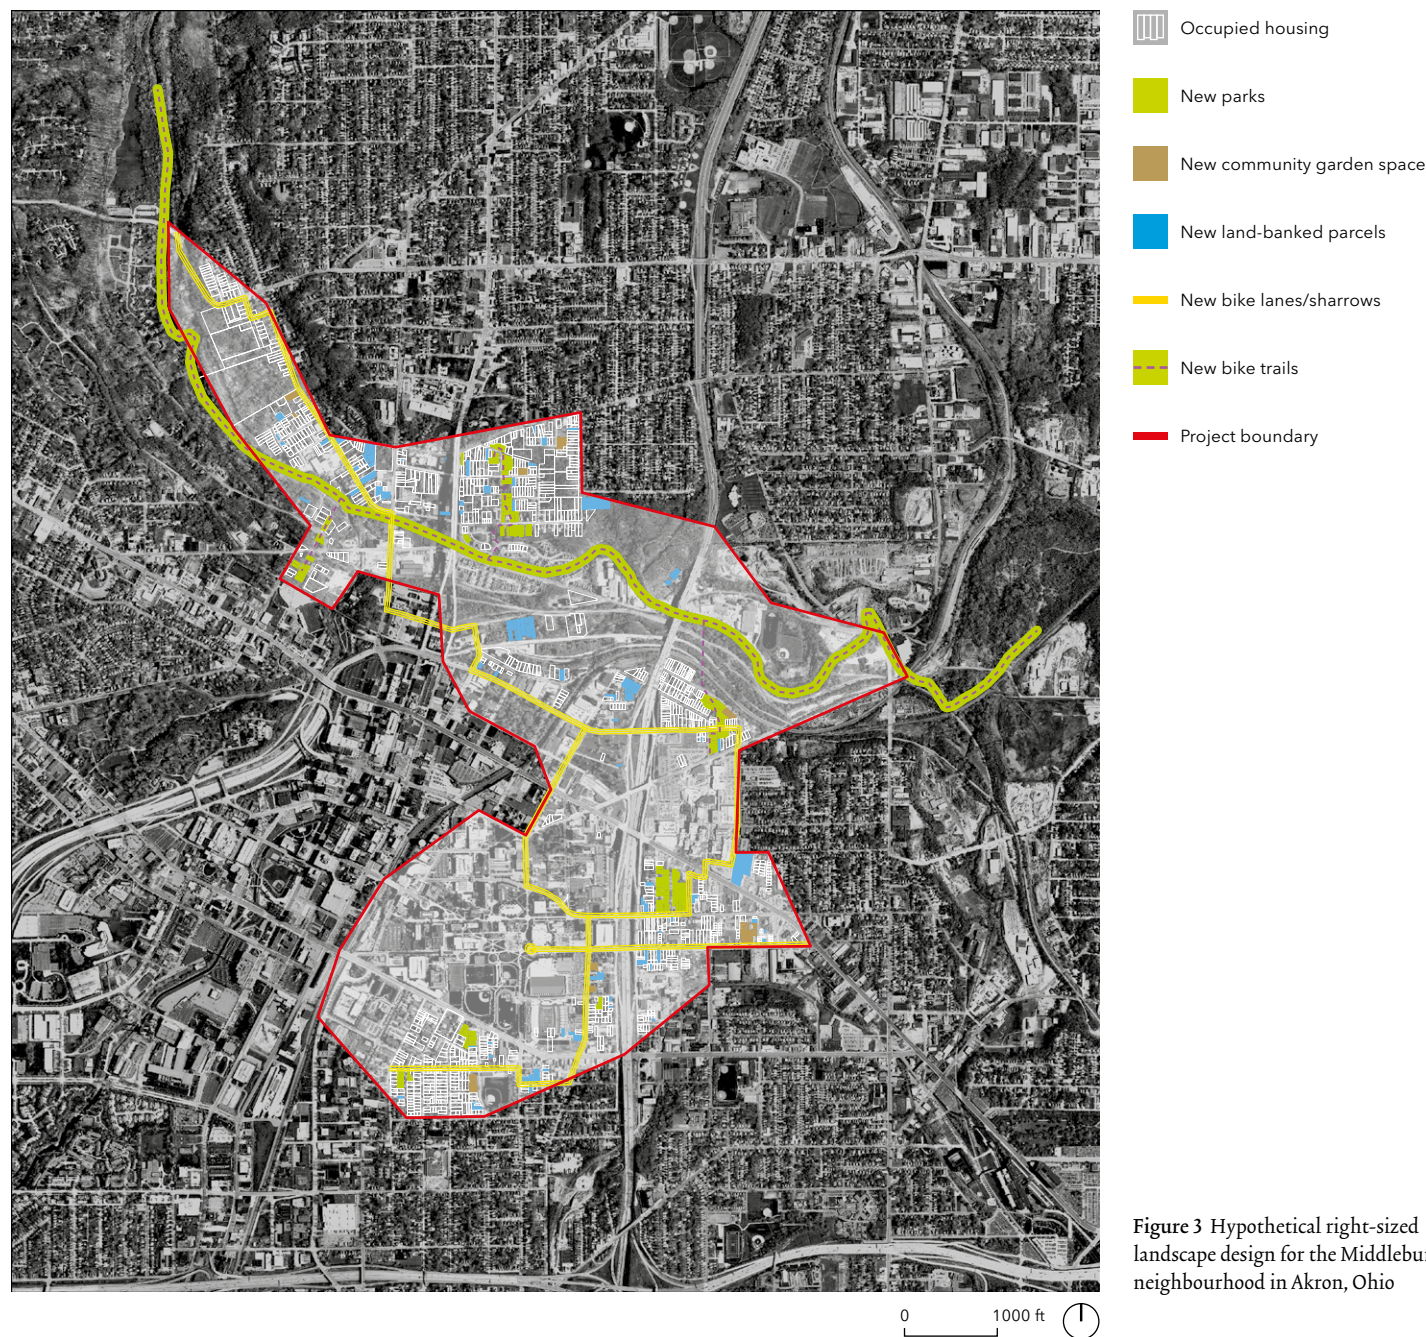 Occupied housing
New parks
New community garden space
New land-banked parcels
New bike lanes/sharrows
New bike trails
Project boundary
Figure 3 Hypothetical right-sized
landscape design for the
neighbourhood in Akron, Ohio
0 1000 ft